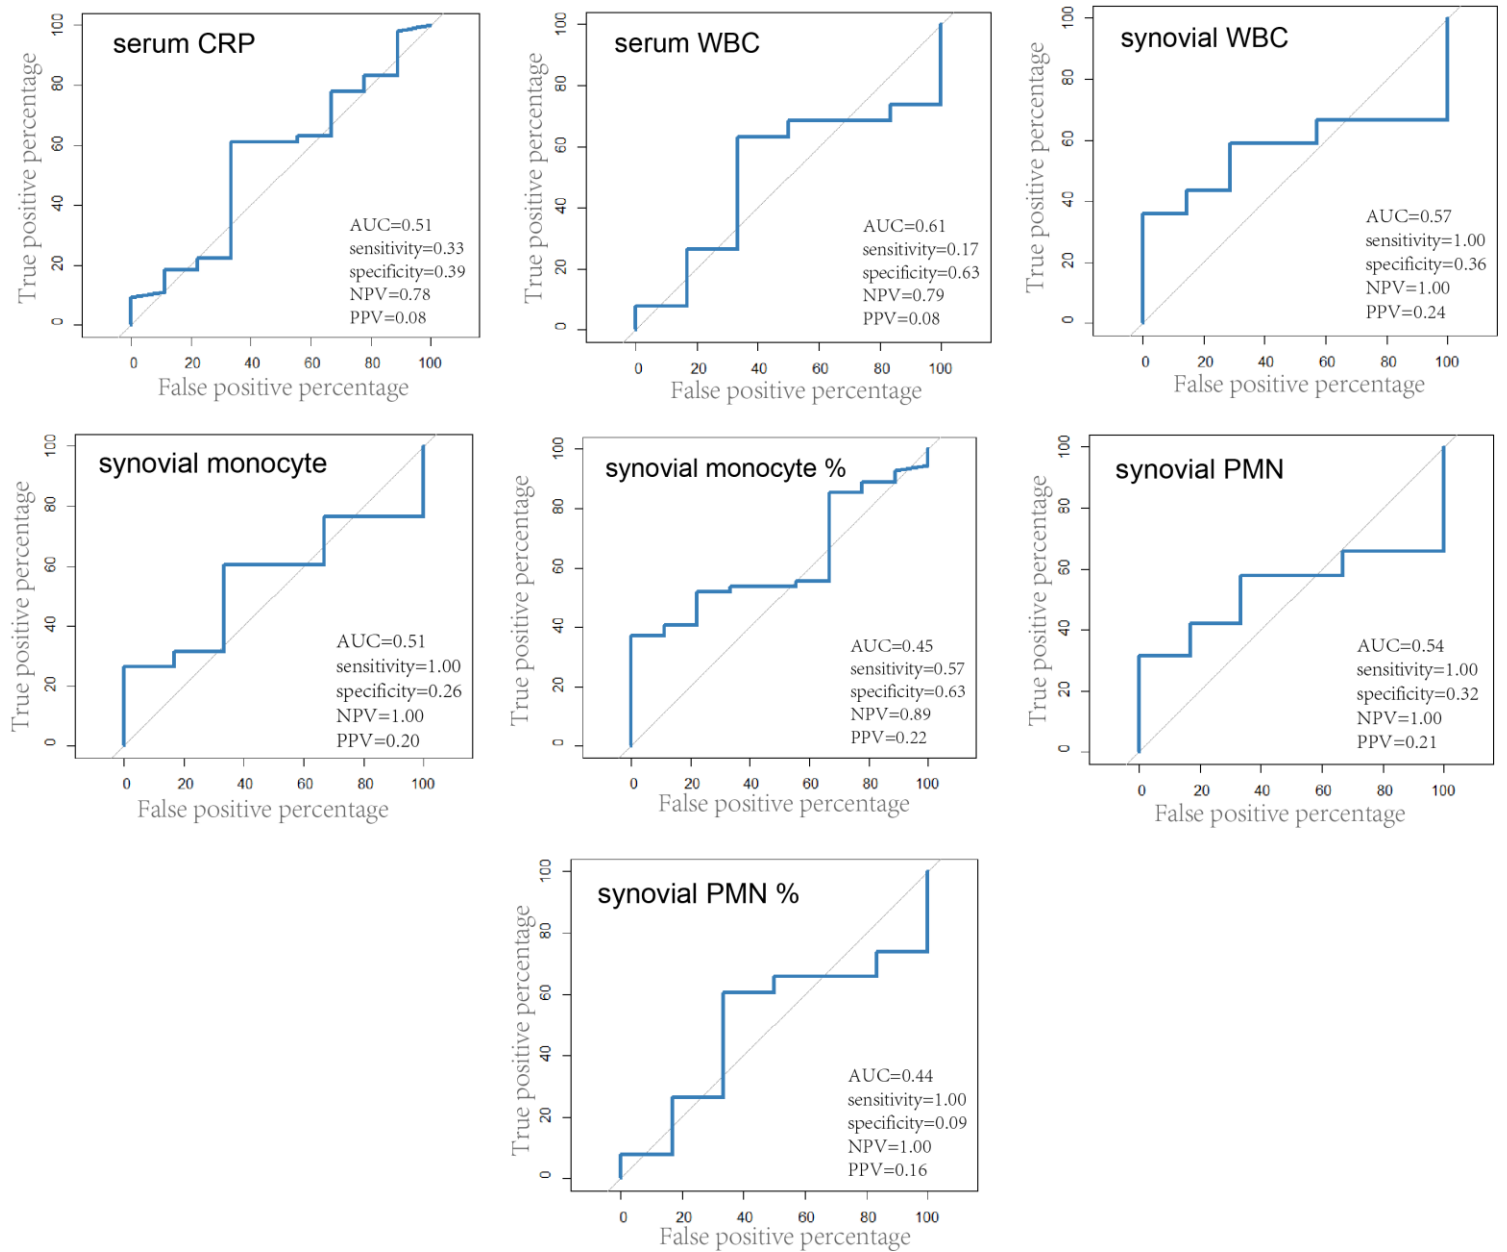 serum CRP
True positive percentage
100
80
60
40
20
0
AUC=0.51
sensitivity=0.33
specificity=0.39
NPV=0.78
PPV=0.08
0 20 40 60 80 100
False positive percentage
serum WBC
True positive percentage
100
80
60
40
20
0
AUC=0.61
sensitivity=0.17
specificity=0.63
NPV=0.79
PPV=0.08
0 20 40 60 80 100
False positive percentage
synovial WBC
True positive percentage
100
80
60
40
20
0
AUC=0.57
sensitivity=1.00
specificity=0.36
NPV=1.00
PPV=0.24
0 20 40 60 80 100
False positive percentage
synovial monocyte
True positive percentage
100
80
60
40
20
0
AUC=0.51
sensitivity=1.00
specificity=0.26
NPV=1.00
PPV=0.20
0 20 40 60 80 100
False positive percentage
synovial monocyte %
True positive percentage
100
80
60
40
20
0
AUC=0.45
sensitivity=0.57
specificity=0.63
NPV=0.89
PPV=0.22
0 20 40 60 80 100
False positive percentage
synovial PMN
True positive percentage
100
80
60
40
20
0
AUC=0.54
sensitivity=1.00
specificity=0.32
NPV=1.00
PPV=0.21
0 20 40 60 80 100
False positive percentage
synovial PMN %
True positive percentage
100
80
60
40
20
0
AUC=0.44
sensitivity=1.00
specificity=0.09
NPV=1.00
PPV=0.16
0 20 40 60 80 100
False positive percentage